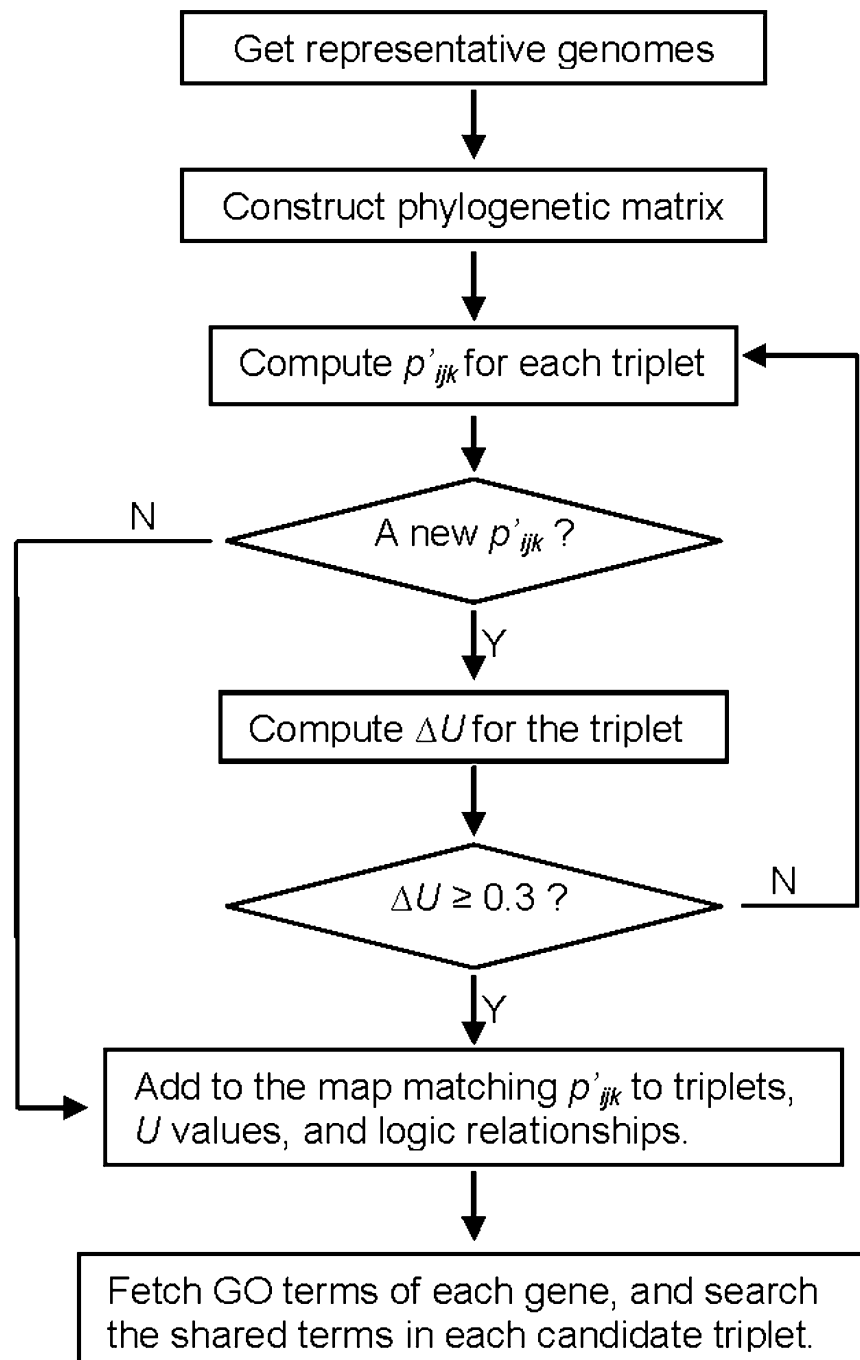 Get representative genomes
Construct phylogenetic matrix
Compute p'ijk for each triplet
N
A new p'ijk ?
Y
Compute ΔU for the triplet
ΔU ≥ 0.3 ?
N
Y
Add to the map matching p'ijk to triplets,
U values, and logic relationships.
Fetch GO terms of each gene, and search
the shared terms in each candidate triplet.